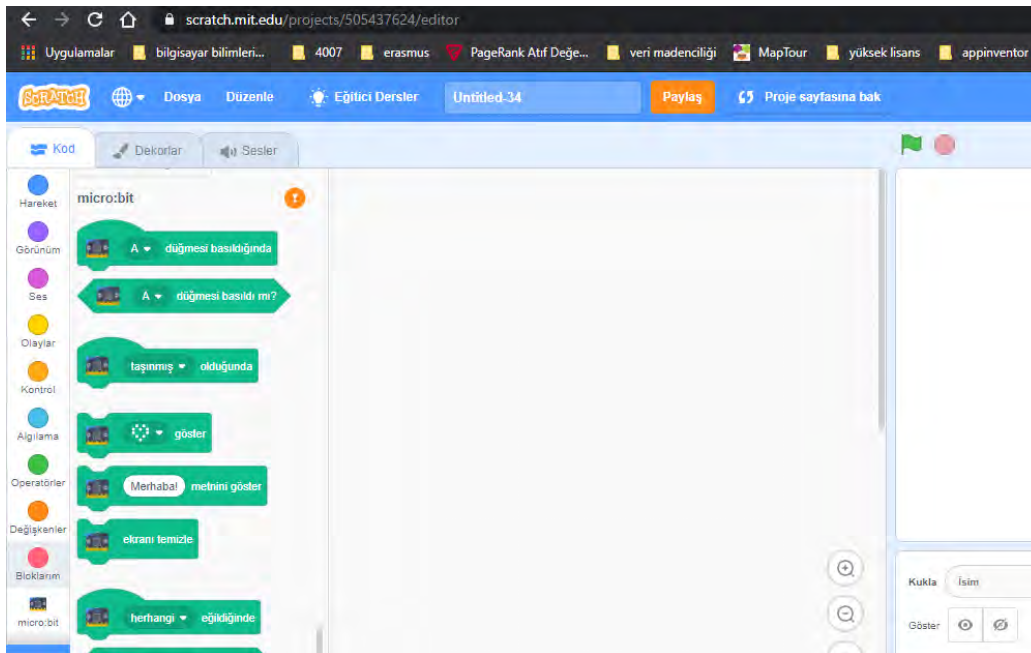 scratch.mit.edu/projects/505437624/editor
Uygulamalar bilgisayar bilimleri... 4007 erasmus PageRank Atıf Değe... veri madenciliği MapTour yüksek lisans appinventor
SCRATCH Dosya Düzenle Eğitici Dersler Untitled-34 Paylaş Proje sayfasına bak
Kod Dekorlar Sesler
Hareket
Görünüm
Ses
Olaylar
Kontrol
Algılama
Operatörler
Değişkenler
Bloklarım
micro:bit
micro:bit
A düğmesi basıldığında
A düğmesi basıldı mı?
taşınmış olduğunda
göster
Merhaba! metnini göster
ekranı temizle
herhangi eğildiğinde
Kukla İsim
Göster